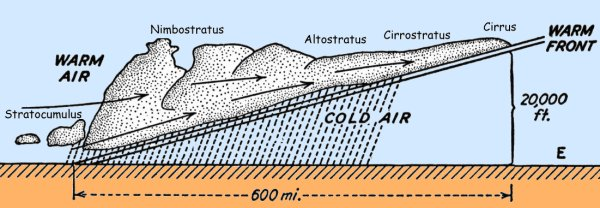 Nimbostratus
Altostratus
Cirrostratus
Cirrus
WARM
FRONT
WARM
AIR
Stratocumulus
20,000
ft.
COLD AIR
E
600 mi.